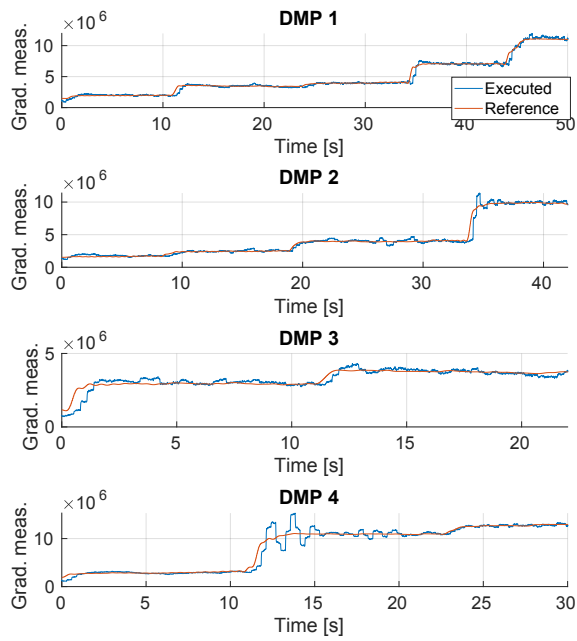 DMP 1
×10 6
Grad. meas.
10
5
0
0 10 20 30 40 50
Time [s]
Executed
Reference
DMP 2
×10 6
Grad. meas.
10
5
0
0 10 20 30 40
Time [s]
DMP 3
×10 6
Grad. meas.
5
0
0 5 10 15 20
Time [s]
DMP 4
×10 6
Grad. meas.
10
0
0 5 10 15 20 25 30
Time [s]